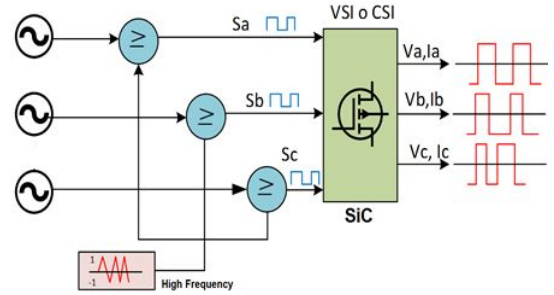 VSI o CSI
Sa
Va,Ia
Sb
Vb,Ib
Sc
Vc, Ic
SiC
1
-1
High Frequency